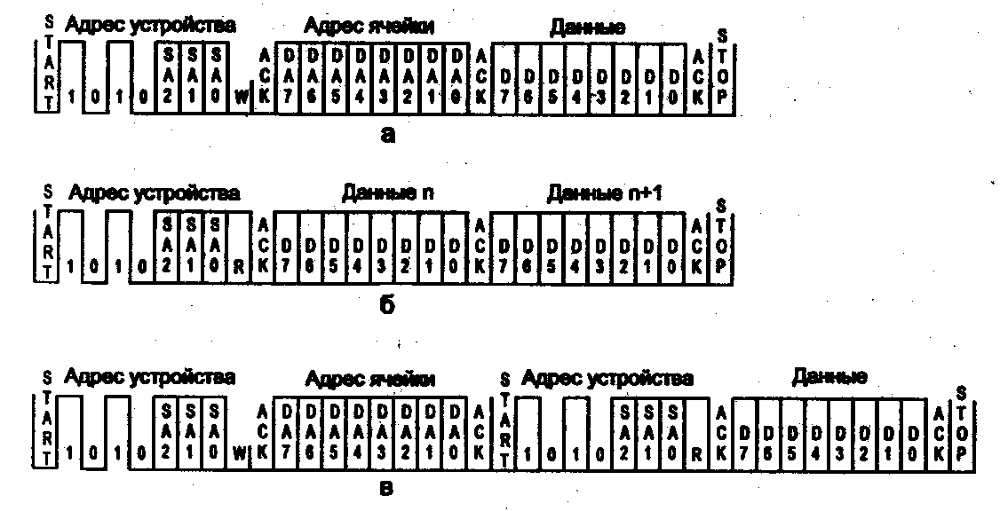 Адрес устройства Адрес ячейки Данные
START 1 0 1 0 SA2 SA1 SA0 W ACK DA7 DA6 DA5 DA4 DA3 DA2 DA1 DA0 ACK D7 D6 D5 D4 D3 D2 D1 D0 ACK STOP
а
Адрес устройства Данные n Данные n+1
START 1 0 1 0 SA2 SA1 SA0 R ACK D7 D6 D5 D4 D3 D2 D1 D0 ACK D7 D6 D5 D4 D3 D2 D1 D0 ACK STOP
б
Адрес устройства Адрес ячейки Адрес устройства Данные
START 1 0 1 0 SA2 SA1 SA0 W ACK DA7 DA6 DA5 DA4 DA3 DA2 DA1 DA0 ACK START 1 0 1 0 SA2 SA1 SA0 R ACK D7 D6 D5 D4 D3 D2 D1 D0 ACK STOP
в